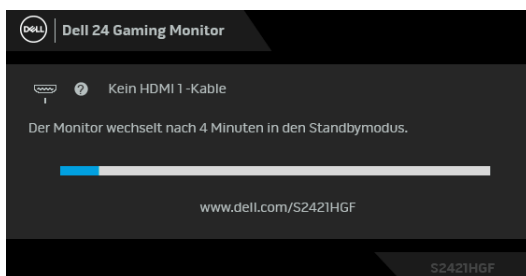 DELL
Dell 24 Gaming Monitor
? Kein HDMI 1 -Kable
Der Monitor wechselt nach 4 Minuten in den Standbymodus.
www.dell.com/S2421HGF
S2421HGF